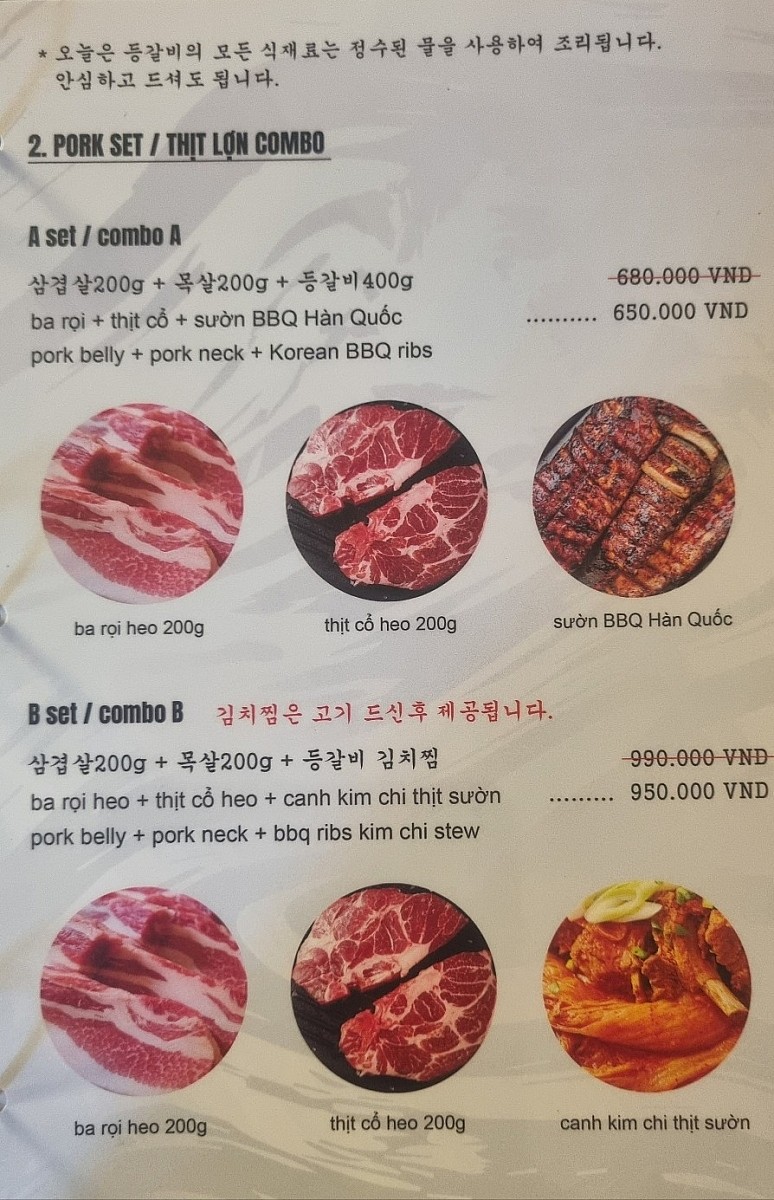 * 오늘은 등갈비의 모든 식재료는 정수된 물을 사용하여 조리됩니다.
안심하고 드셔도 됩니다.
2. PORK SET / THỊT LỢN COMBO
A set / combo A
삼겹살200g + 목살200g + 등갈비400g
680.000 VND
ba rọi + thịt cổ + sườn BBQ Hàn Quốc .......... 650.000 VND
pork belly + pork neck + Korean BBQ ribs
ba rọi heo 200g
thịt cổ heo 200g
sườn BBQ Hàn Quốc
B set / combo B 김치찜은 고기 드신후 제공됩니다.
삼겹살200g + 목살200g + 등갈비 김치찜
990.000 VND
ba rọi heo + thịt cổ heo + canh kim chi thịt sườn ......... 950.000 VND
pork belly + pork neck + bbq ribs kim chi stew
ba rọi heo 200g
thịt cổ heo 200g
canh kim chi thịt sườn